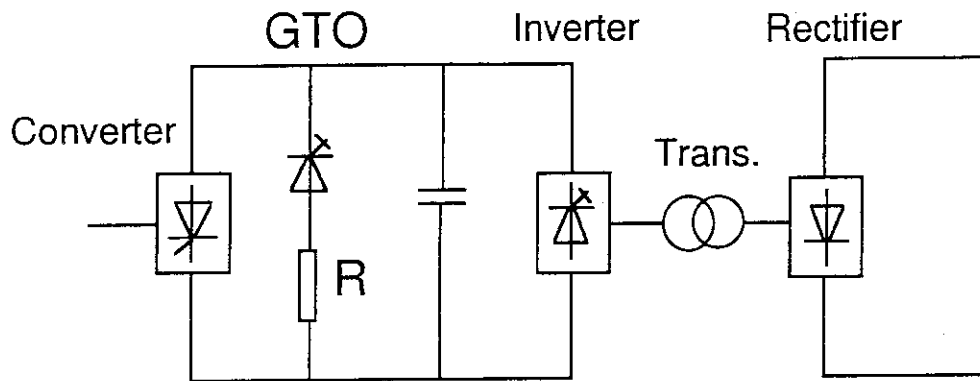 GTO
Inverter
Rectifier
Converter
Trans.
R